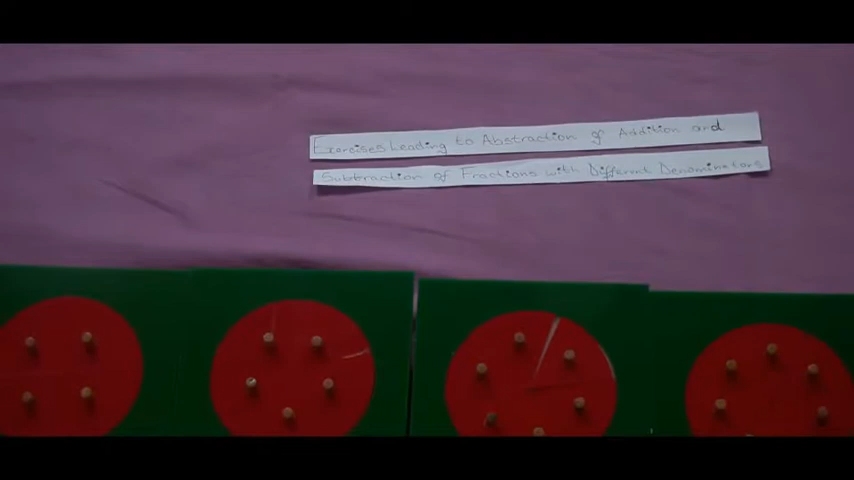 Exercises Leading to Abstraction of Addition and
Subtraction of Fractions with Different Denominators